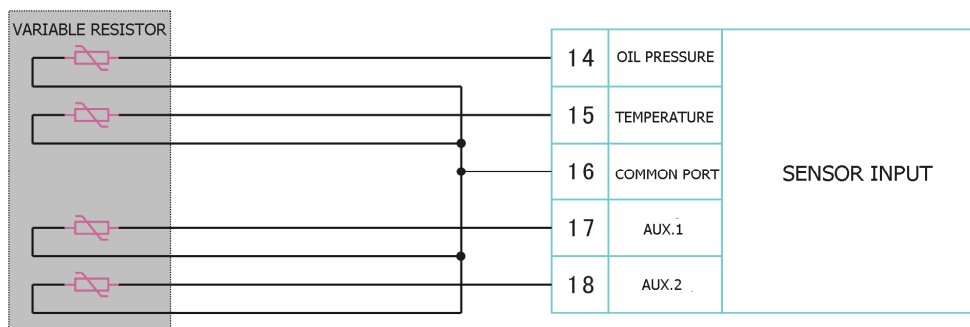 VARIABLE RESISTOR
14 OIL PRESSURE
15 TEMPERATURE
16 COMMON PORT
SENSOR INPUT
17 AUX.1
18 AUX.2